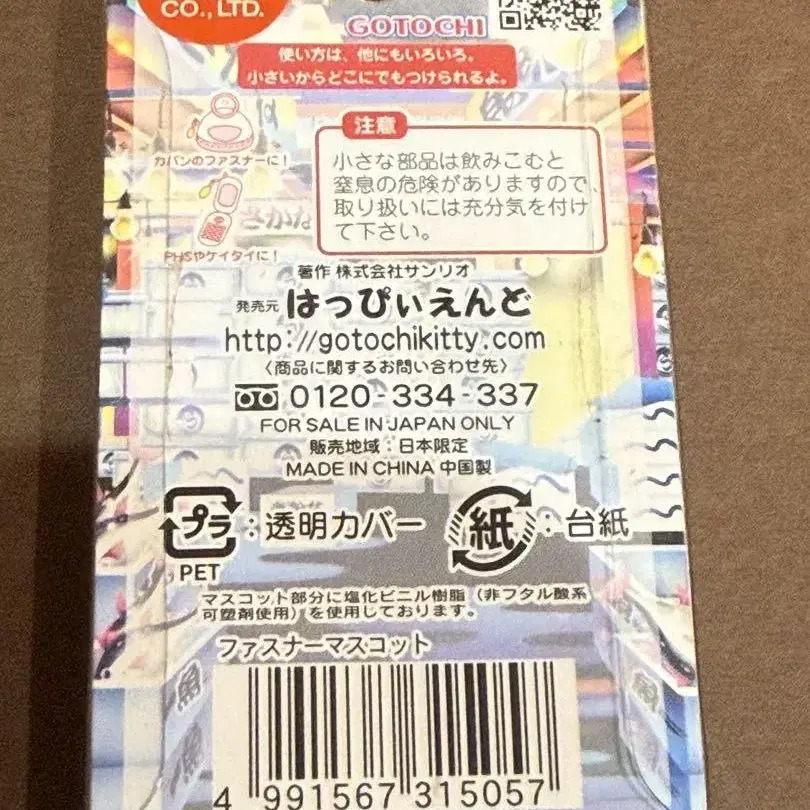 CO., LTD.
GOTOCHI
使い方は、他にもいろいろ。
小さいからどこにでもつけられるよ。
カバンのファスナーに!
PHSやケイタイに!
さかな
注意
小さな部品は飲みこむと
窒息の危険がありますので、
取り扱いには充分気を付け
て下さい。
著作 株式会社サンリオ
発売元 はっぴぃえんど
http://gotochikitty.com
〈商品に関するお問い合わせ先〉
0120-334-337
FOR SALE IN JAPAN ONLY
販売地域:日本限定
MADE IN CHINA 中国製
プラ:透明カバー
PET
紙:台紙
マスコット部分に塩化ビニル樹脂(非フタル酸系
可塑剤使用)を使用しております。
ファスナーマスコット
魚
魚
魚
4 991567 315057